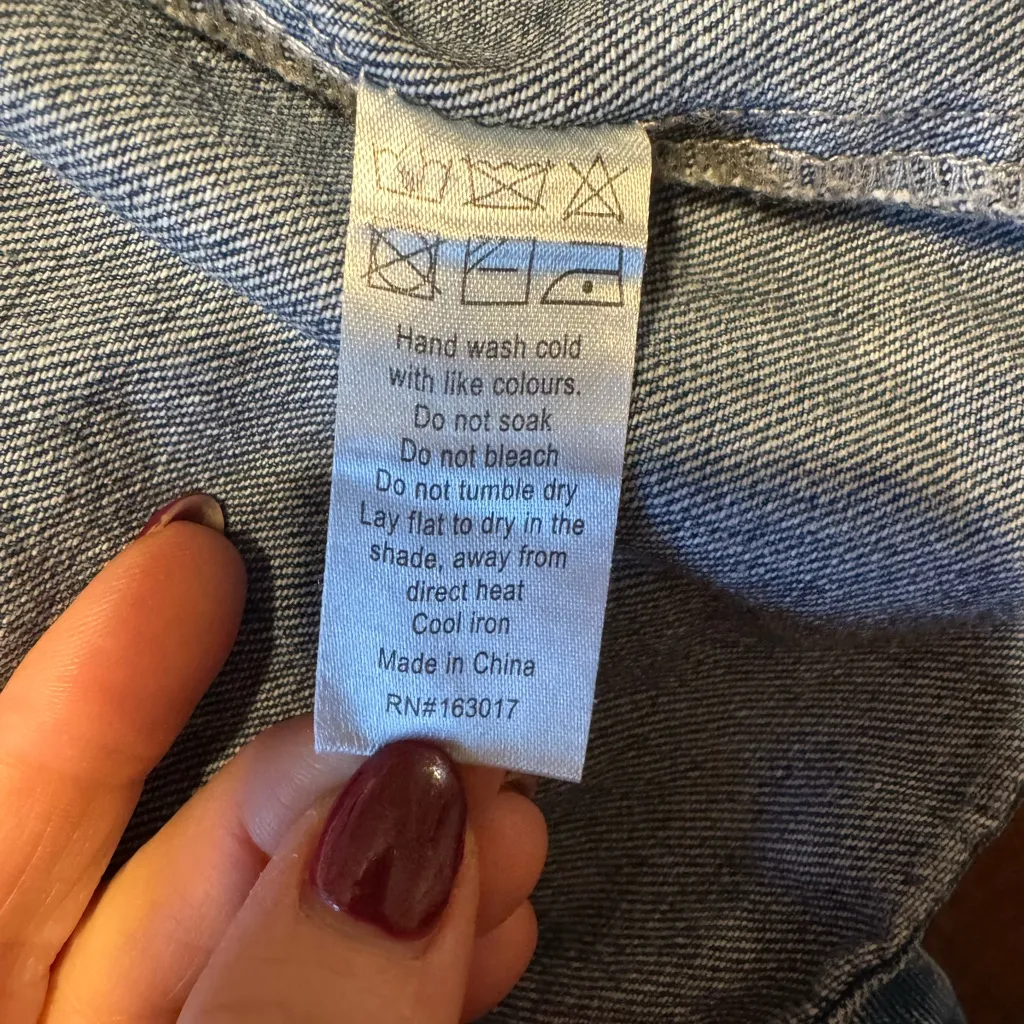 Hand wash cold
with like colours.
Do not soak
Do not bleach
Do not tumble dry
Lay flat to dry in the
shade, away from
direct heat
Cool iron
Made in China
RN#163017